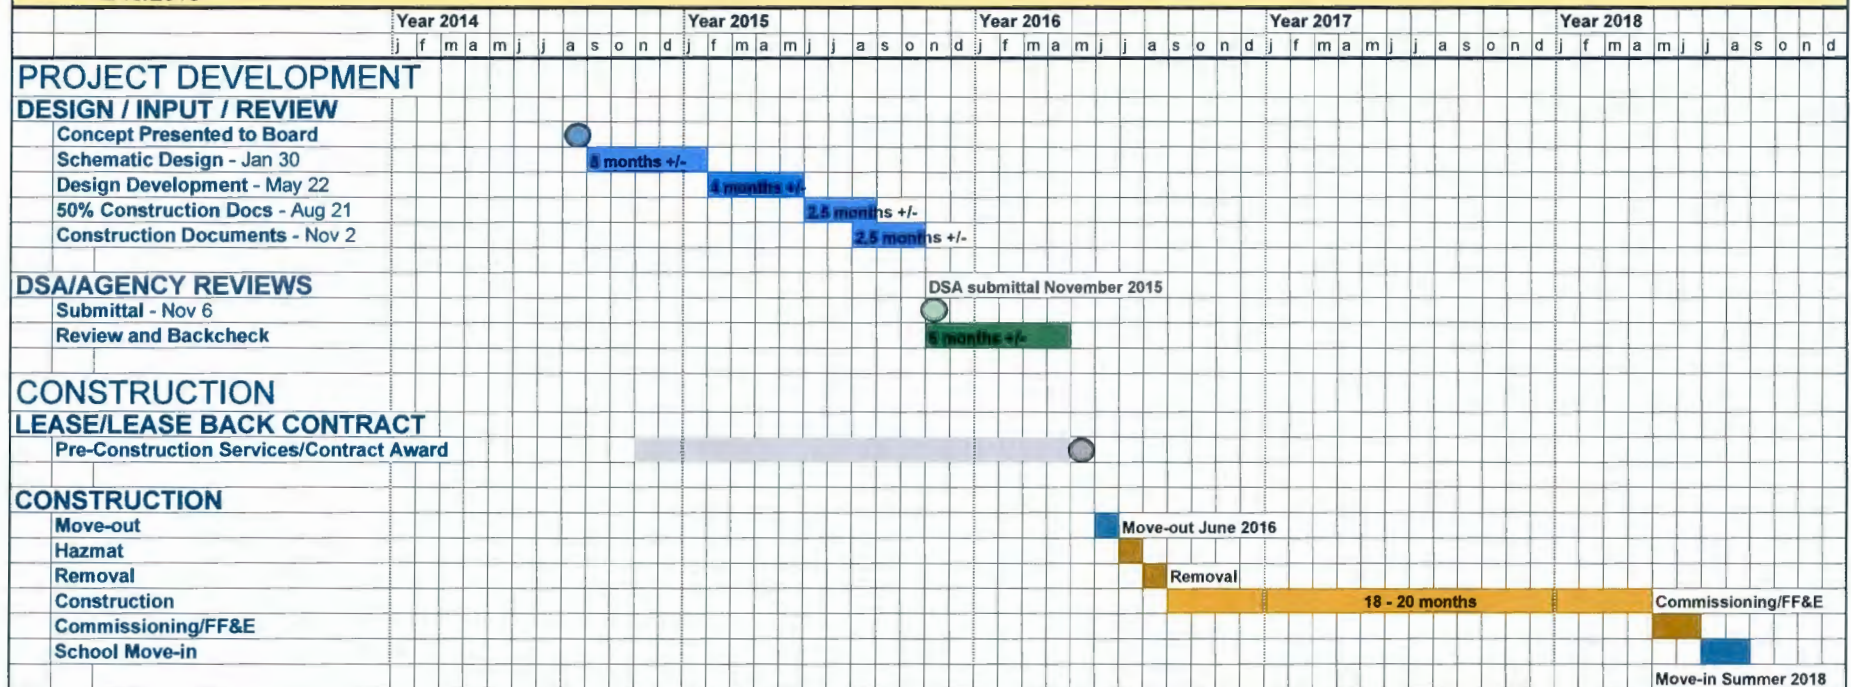 Year 2014 Year 2015 Year 2016 Year 2017 Year 2018
j f m a m j j a s o n d j f m a m j j a s o n d j f m a m j j a s o n d j f m a m j j a s o n d j f m a m j j a s o n d
PROJECT DEVELOPMENT
DESIGN / INPUT / REVIEW
Concept Presented to Board
Schematic Design - Jan 30 months +/-
Design Development - May 22 4 months +/-
50% Construction Docs - Aug 21 2.5 months +/-
Construction Documents - Nov 2 2.5 months +/-
DSA/AGENCY REVIEWS DSA submittal November 2015
Submittal - Nov 6
Review and Backcheck months +/-
CONSTRUCTION
LEASE/LEASE BACK CONTRACT
Pre-Construction Services/Contract Award
CONSTRUCTION
Move-out Move-out June 2016
Hazmat
Removal Removal
Construction 18 - 20 months Commissioning/FF&E
Commissioning/FF&E
School Move-in
Move-in Summer 2018